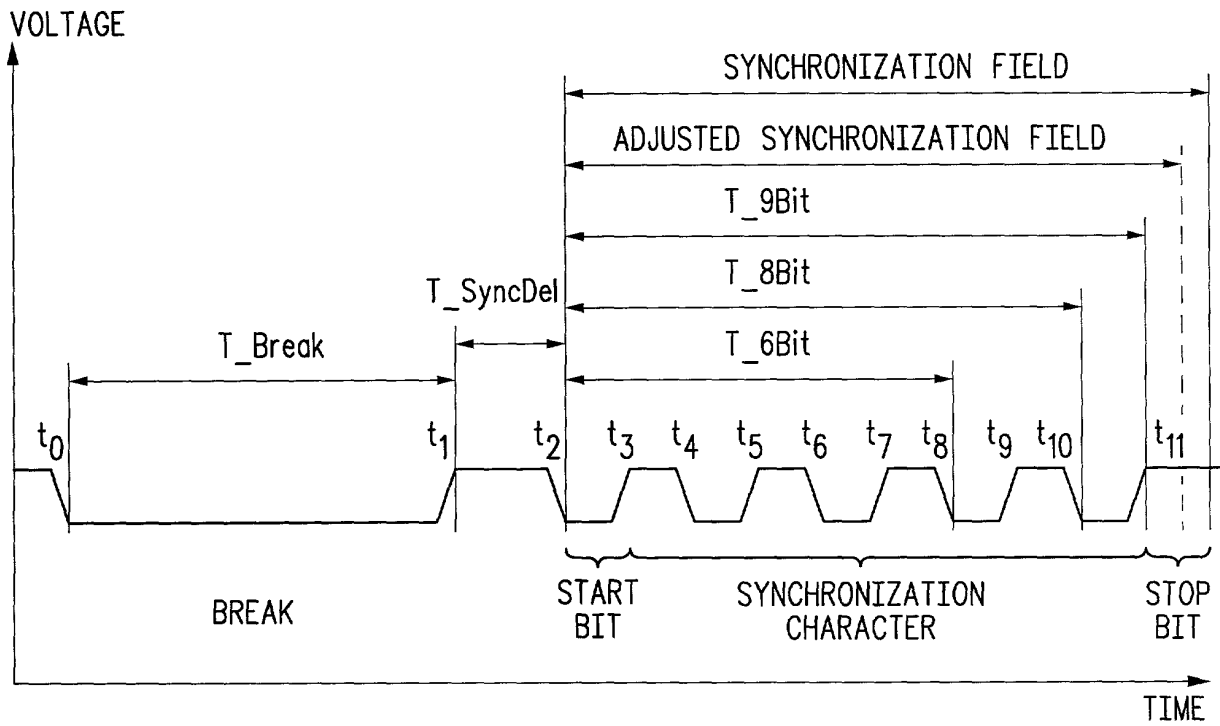 VOLTAGE
SYNCHRONIZATION FIELD
ADJUSTED SYNCHRONIZATION FIELD
T_9Bit
T_8Bit
T_SyncDel
T_Break
T_6Bit
t0 t1 t2 t3 t4 t5 t6 t7 t8 t9 t10 t11
BREAK
START
BIT
SYNCHRONIZATION
CHARACTER
STOP
BIT
TIME